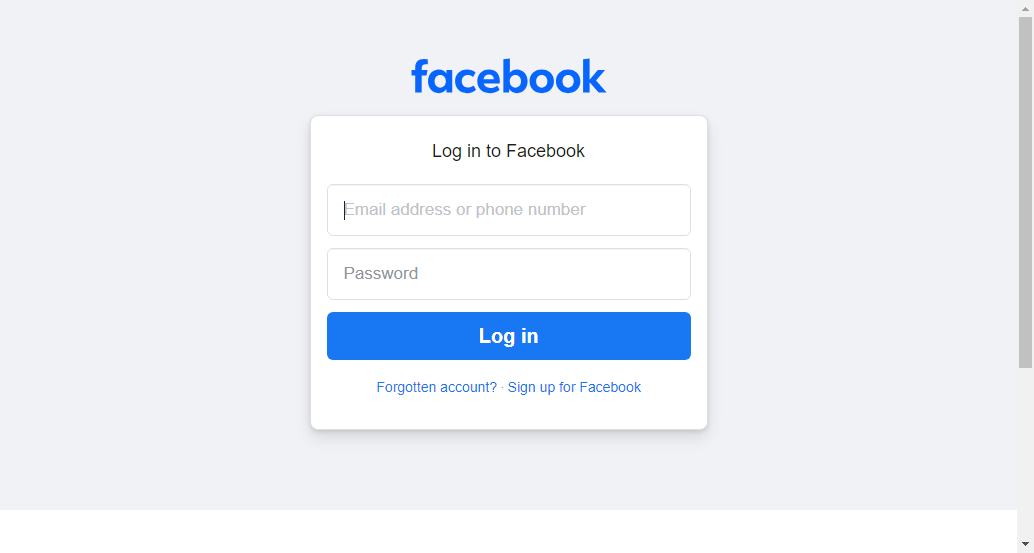 facebook
Log in to Facebook
Email address or phone number
Password
Log in
Forgotten account? · Sign up for Facebook